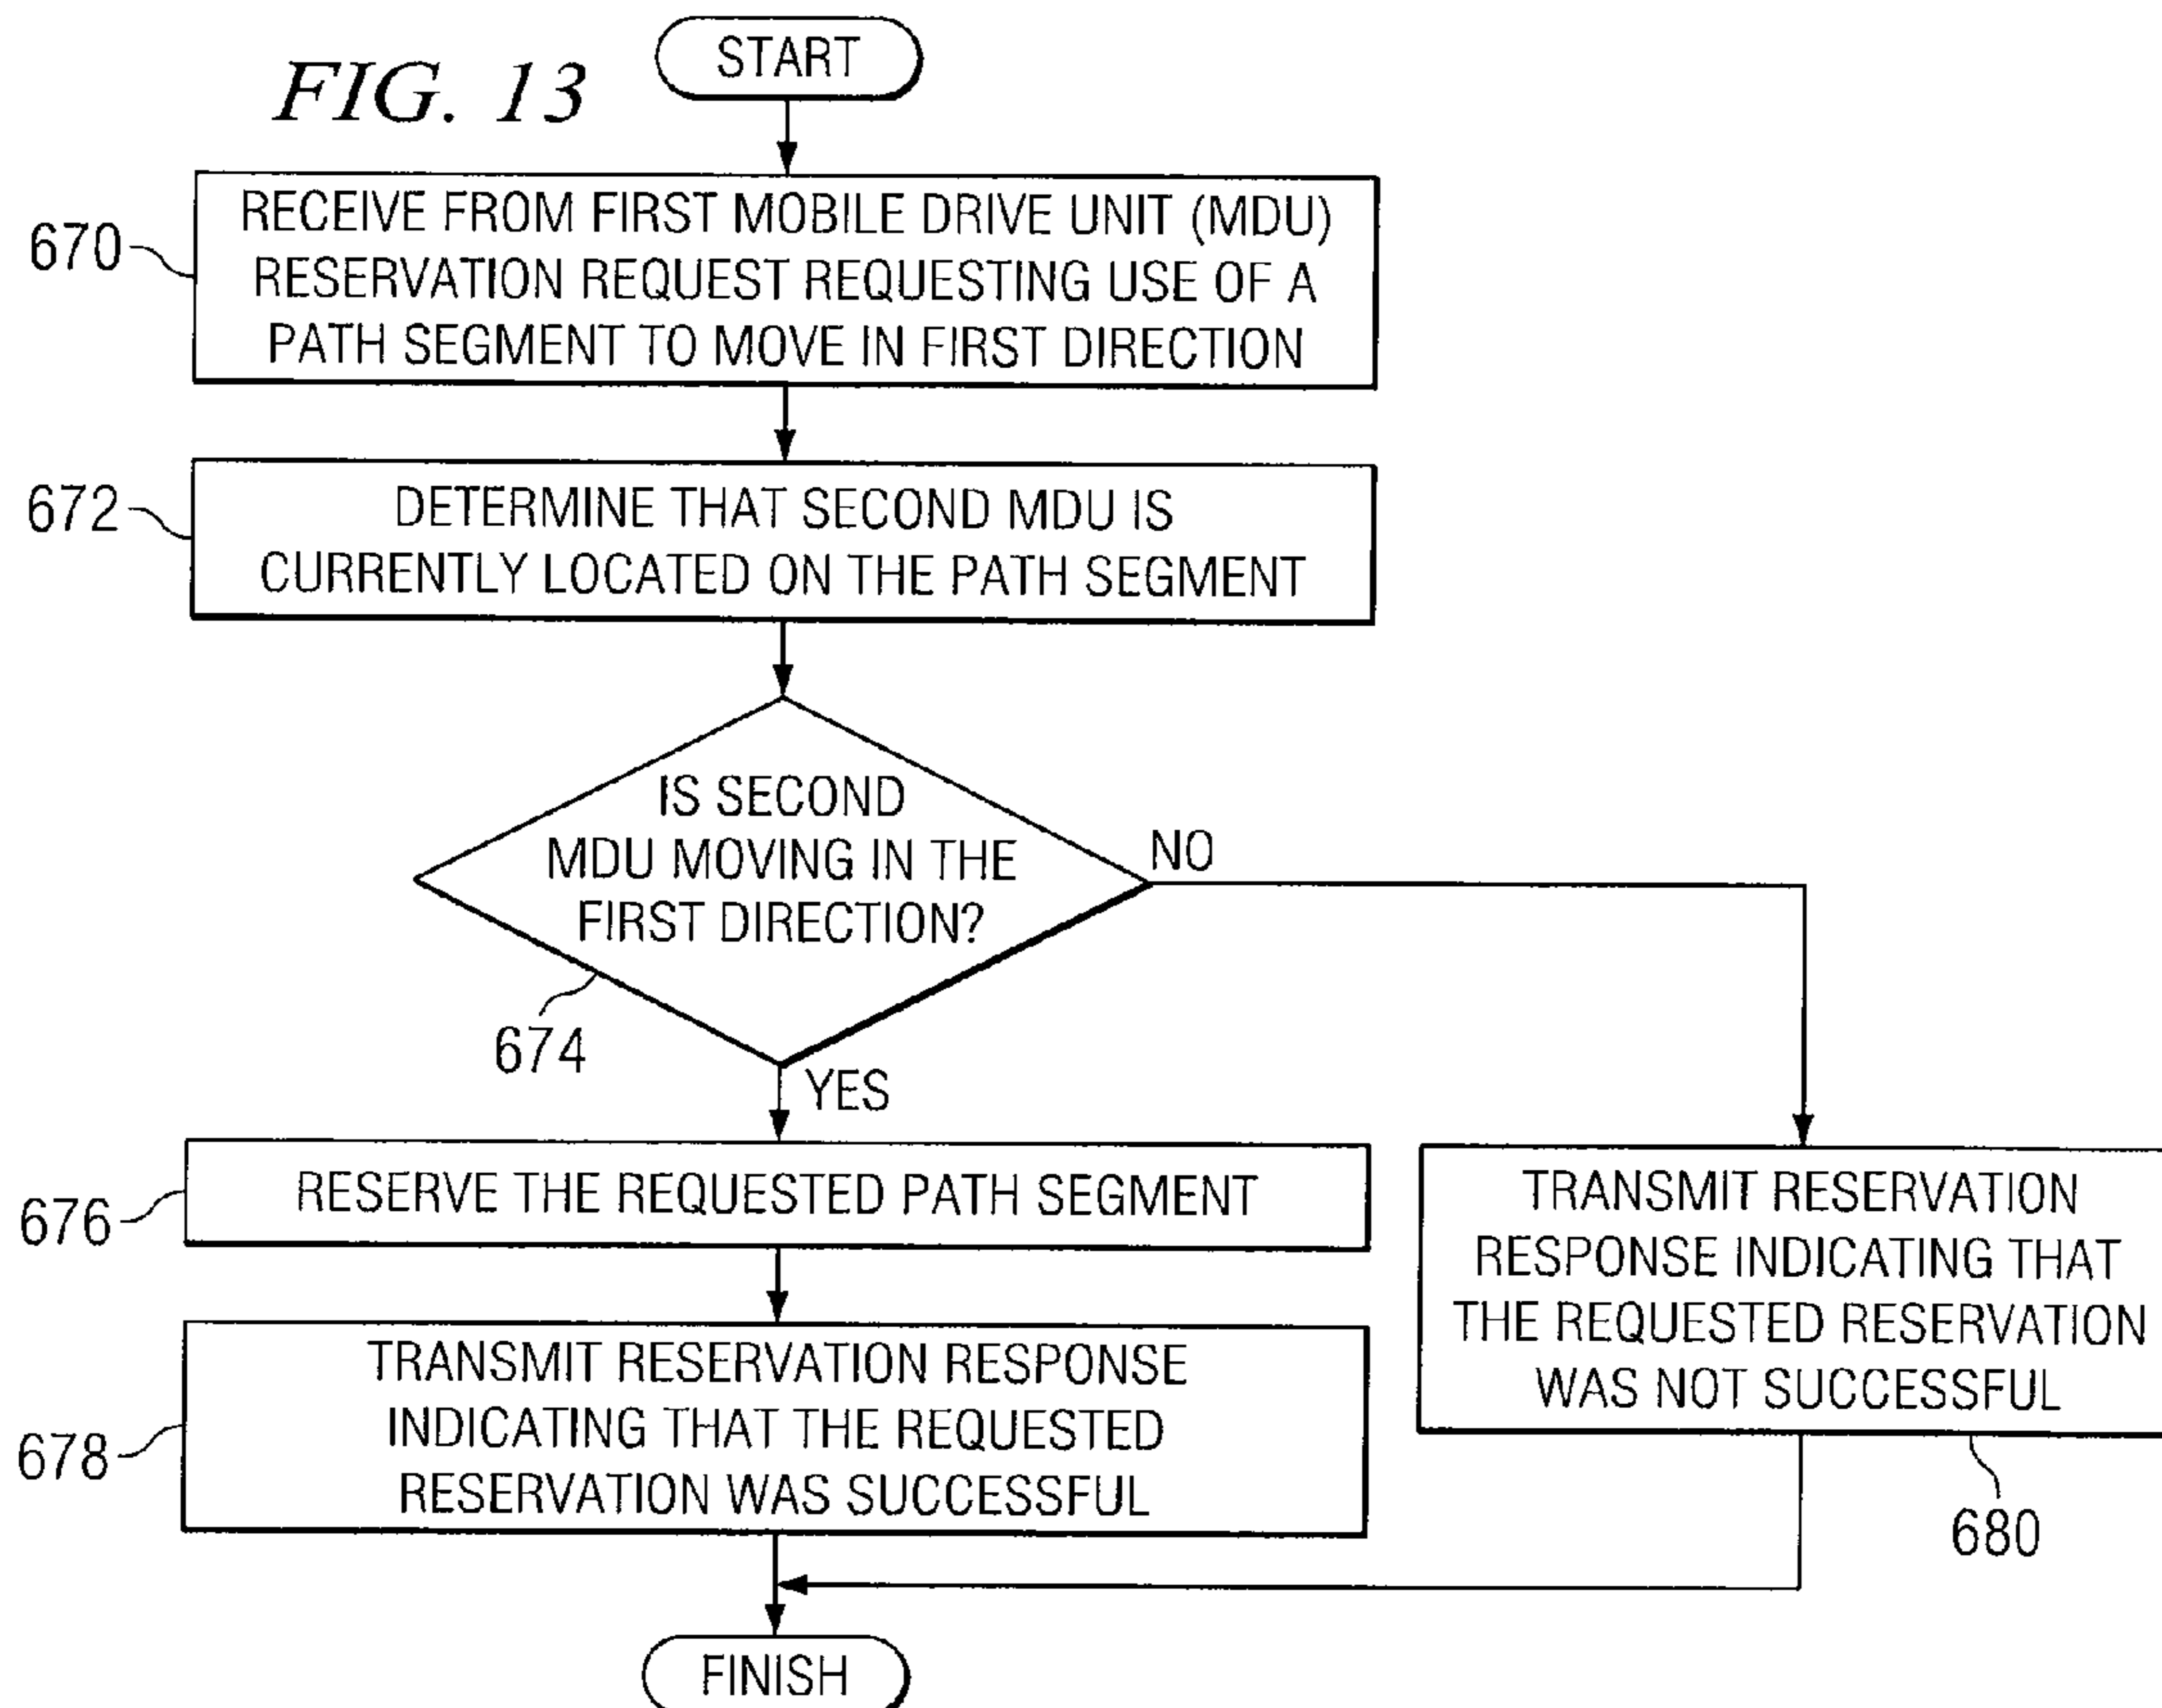 FIG. 13
START
670
RECEIVE FROM FIRST MOBILE DRIVE UNIT (MDU)
RESERVATION REQUEST REQUESTING USE OF A
PATH SEGMENT TO MOVE IN FIRST DIRECTION
672
DETERMINE THAT SECOND MDU IS
CURRENTLY LOCATED ON THE PATH SEGMENT
IS SECOND
MDU MOVING IN THE
FIRST DIRECTION?
NO
674
YES
676
RESERVE THE REQUESTED PATH SEGMENT
678
TRANSMIT RESERVATION RESPONSE
INDICATING THAT THE REQUESTED
RESERVATION WAS SUCCESSFUL
TRANSMIT RESERVATION
RESPONSE INDICATING THAT
THE REQUESTED RESERVATION
WAS NOT SUCCESSFUL
680
FINISH